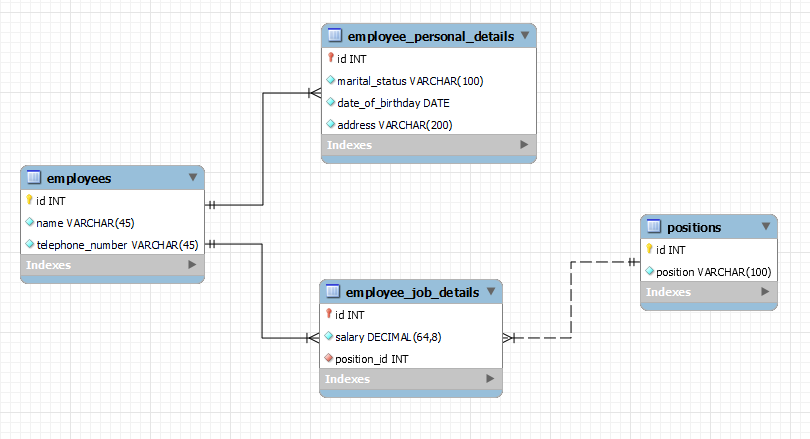 employee_personal_details
id INT
marital_status VARCHAR(100)
date_of_birthday DATE
address VARCHAR(200)
Indexes
employees
id INT
name VARCHAR(45)
telephone_number VARCHAR(45)
Indexes
positions
id INT
position VARCHAR(100)
Indexes
employee_job_details
id INT
salary DECIMAL(64,8)
position_id INT
Indexes